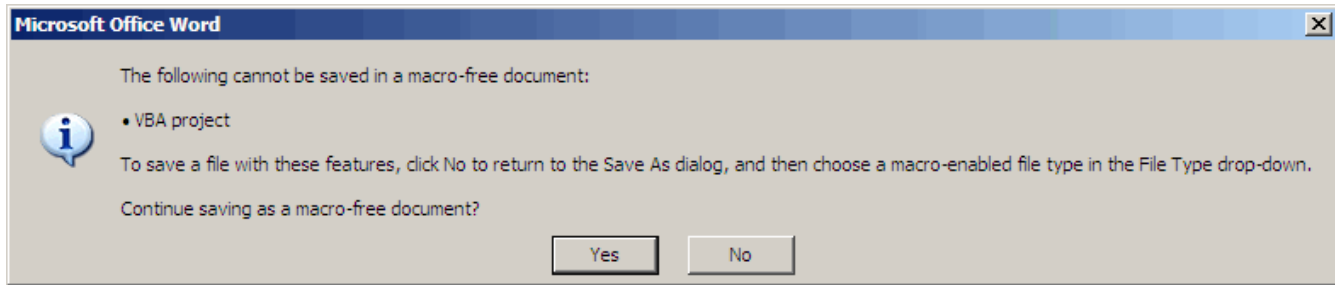 Microsoft Office Word
The following cannot be saved in a macro-free document:
• VBA project
To save a file with these features, click No to return to the Save As dialog, and then choose a macro-enabled file type in the File Type drop-down.
Continue saving as a macro-free document?
Yes No